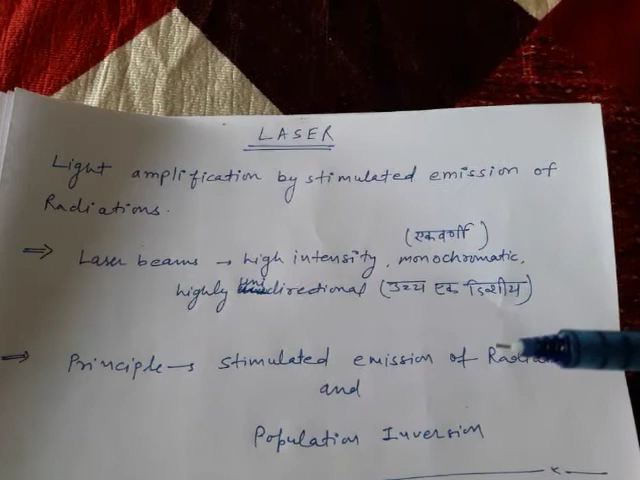 LASER
Light amplification by stimulated emission of
Radiations.
(एकवर्णी)
⇒ Laser beams → high intensity, monochromatic,
highly unidirectional (उच्च एक दिशीय)
⇒ Principle → Stimulated emission of
and
Population Inversion